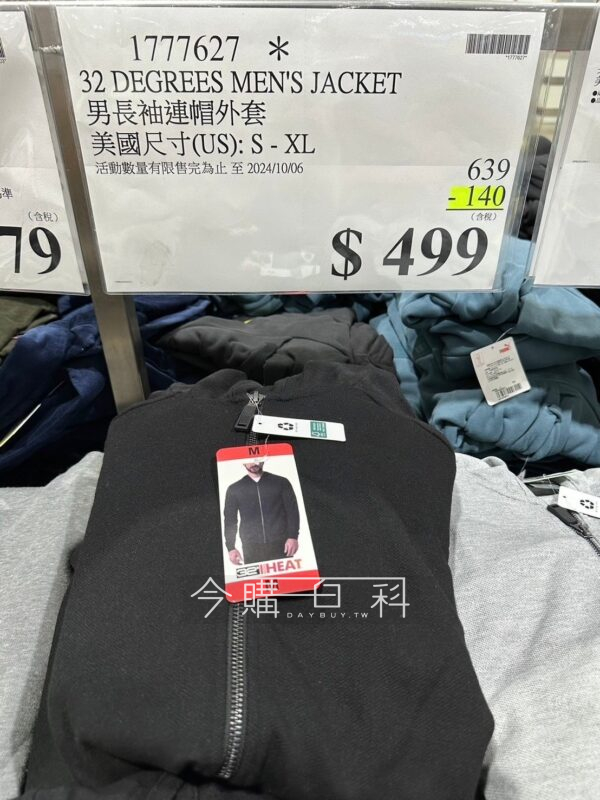 1777627 *
*1777627*
32 DEGREES MEN'S JACKET
男長袖連帽外套
美國尺寸(US): S - XL
活動數量有限售完為止 至 2024/10/06
639
- 140
(含稅)
$ 499
準
(含稅)
79
M
32° HEAT
M
今購百科
DAYBUY.TW